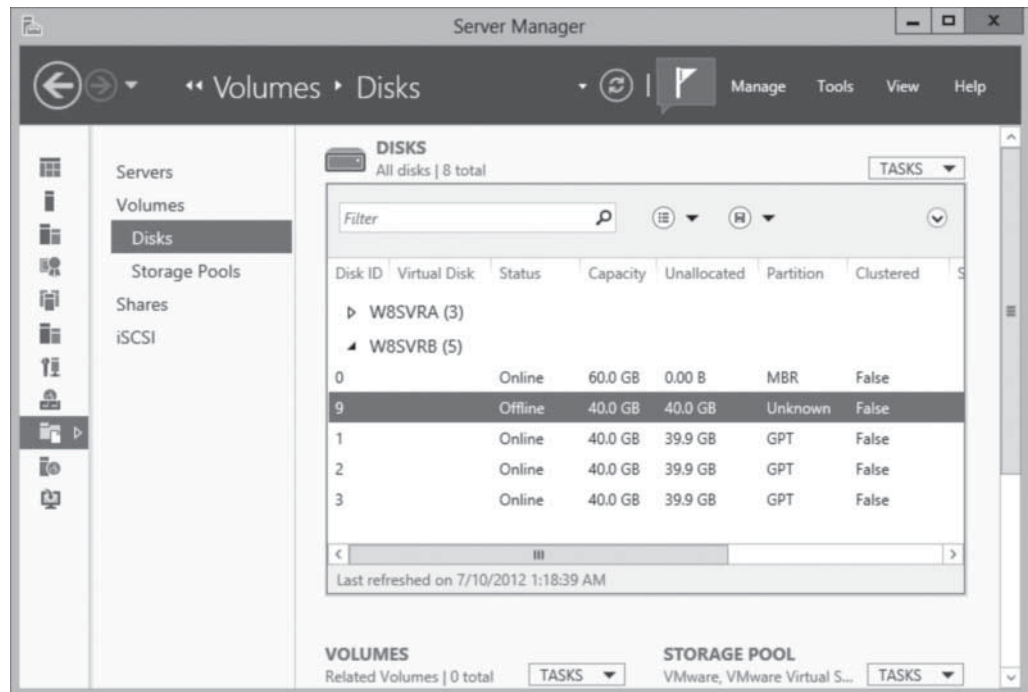 Server Manager
Volumes Disks
Manage Tools View Help
Servers
Volumes
Disks
Storage Pools
Shares
iSCSI
DISKS
All disks | 8 total
TASKS
Filter
Disk ID Virtual Disk Status Capacity Unallocated Partition Clustered S
W8SVRA (3)
W8SVRB (5)
0 Online 60.0 GB 0.00 B MBR False
9 Offline 40.0 GB 40.0 GB Unknown False
1 Online 40.0 GB 39.9 GB GPT False
2 Online 40.0 GB 39.9 GB GPT False
3 Online 40.0 GB 39.9 GB GPT False
Last refreshed on 7/10/2012 1:18:39 AM
VOLUMES
Related Volumes | 0 total
TASKS
STORAGE POOL
VMware, VMware Virtual S...
TASKS